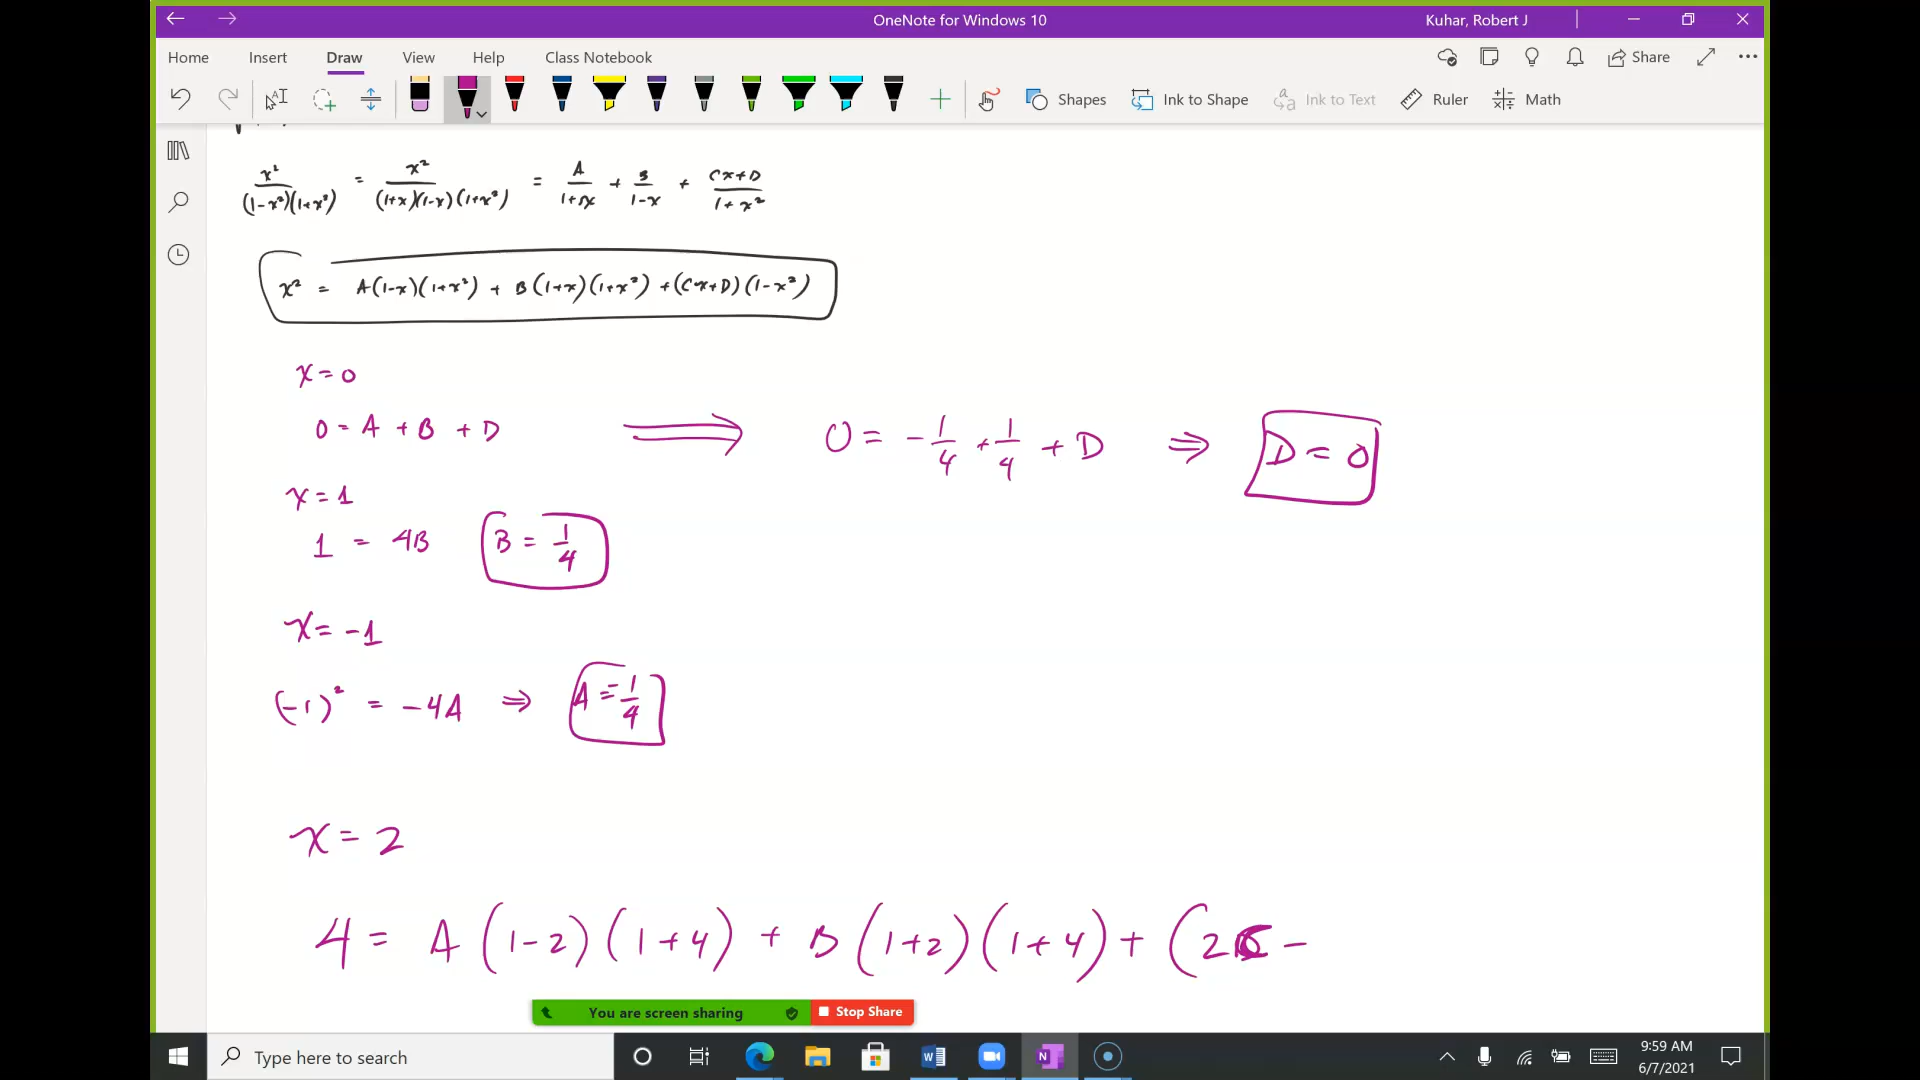 OneNote for Windows 10
Kuhar, Robert J
Home Insert Draw View Help Class Notebook
Share
Shapes Ink to Shape Ink to Text Ruler Math
x²/((1-x²)(1+x²)) = x²/((1+x)(1-x)(1+x²)) = A/(1+x) + B/(1-x) + (Cx+D)/(1+x²)
x² = A(1-x)(1+x²) + B(1+x)(1+x²) + (Cx+D)(1-x²)
x = 0
0 = A + B + D ⟹ 0 = -1/4 + 1/4 + D ⇒ D = 0
x = 1
1 = 4B B = 1/4
x = -1
(-1)² = -4A ⇒ A = -1/4
x = 2
4 = A(1-2)(1+4) + B(1+2)(1+4) + (2C -
You are screen sharing Stop Share
Type here to search
9:59 AM
6/7/2021